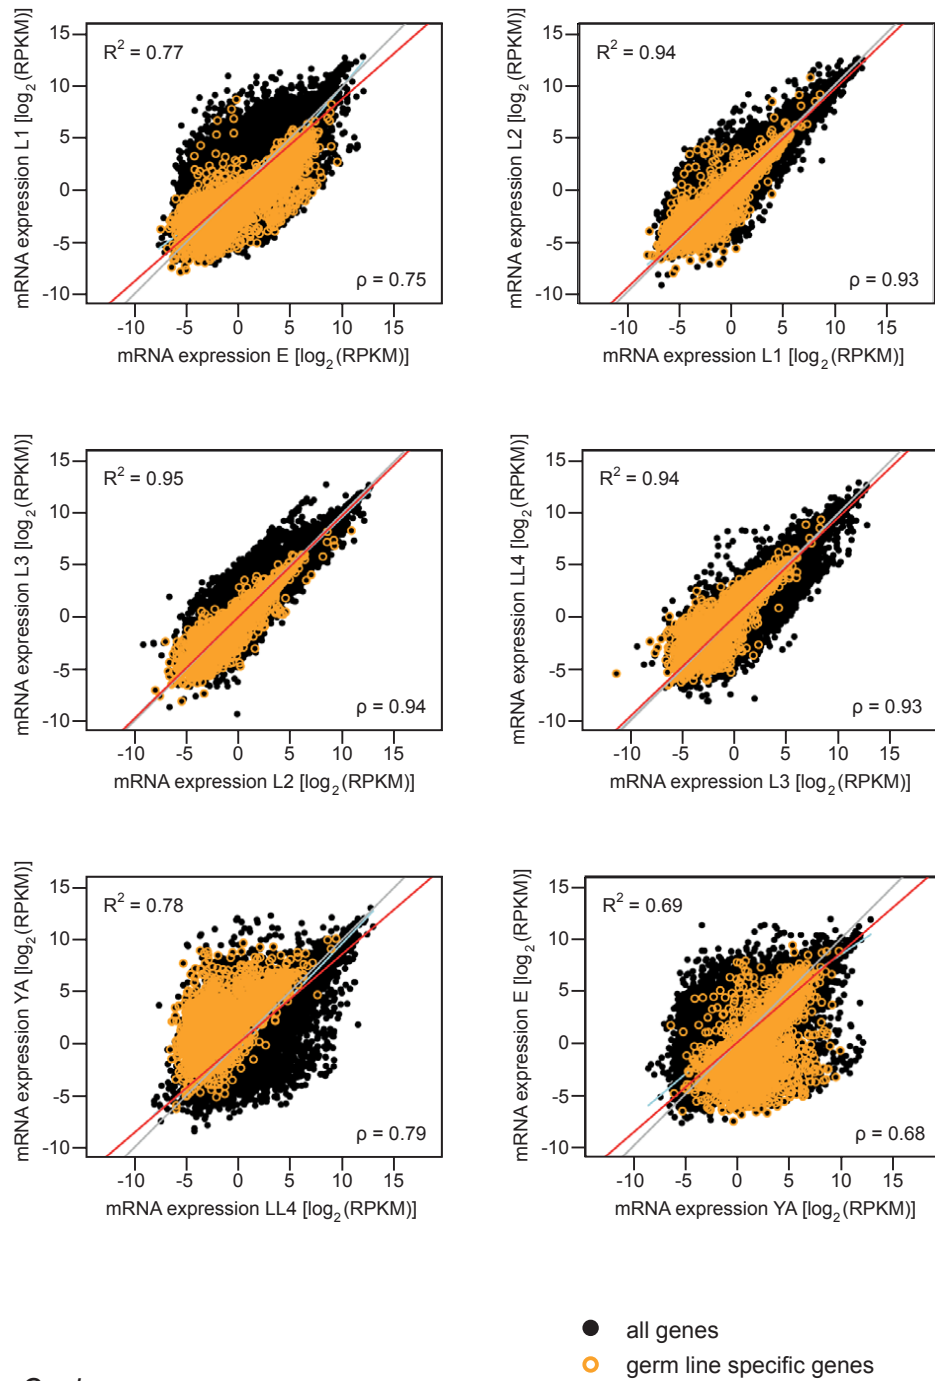 mRNA expression L1 [log2(RPKM)]
15
10
5
0
-5
-10
R2 = 0.77
ρ = 0.75
-10 -5 0 5 10 15
mRNA expression E [log2(RPKM)]
mRNA expression L2 [log2(RPKM)]
15
10
5
0
-5
-10
R2 = 0.94
ρ = 0.93
-10 -5 0 5 10 15
mRNA expression L1 [log2(RPKM)]
mRNA expression L3 [log2(RPKM)]
15
10
5
0
-5
-10
R2 = 0.95
ρ = 0.94
-10 -5 0 5 10 15
mRNA expression L2 [log2(RPKM)]
mRNA expression LL4 [log2(RPKM)]
15
10
5
0
-5
-10
R2 = 0.94
ρ = 0.93
-10 -5 0 5 10 15
mRNA expression L3 [log2(RPKM)]
mRNA expression YA [log2(RPKM)]
15
10
5
0
-5
-10
R2 = 0.78
ρ = 0.79
-10 -5 0 5 10 15
mRNA expression LL4 [log2(RPKM)]
mRNA expression E [log2(RPKM)]
15
10
5
0
-5
-10
R2 = 0.69
ρ = 0.68
-10 -5 0 5 10 15
mRNA expression YA [log2(RPKM)]
all genes
germ line specific genes